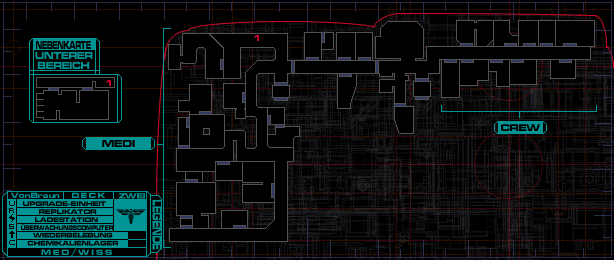 NEBENKARTE
UNTERER
BEREICH
1
1
MEDI
CREW
VonBraun DECK ZWEI
UPGRADE-EINHEIT
REPLIKATOR
LADESTATION
ÜBERWACHUNGSCOMPUTER
WIEDERBELEBUNG
CHEMIKALIENLAGER
MED/WISS
LEGENDE